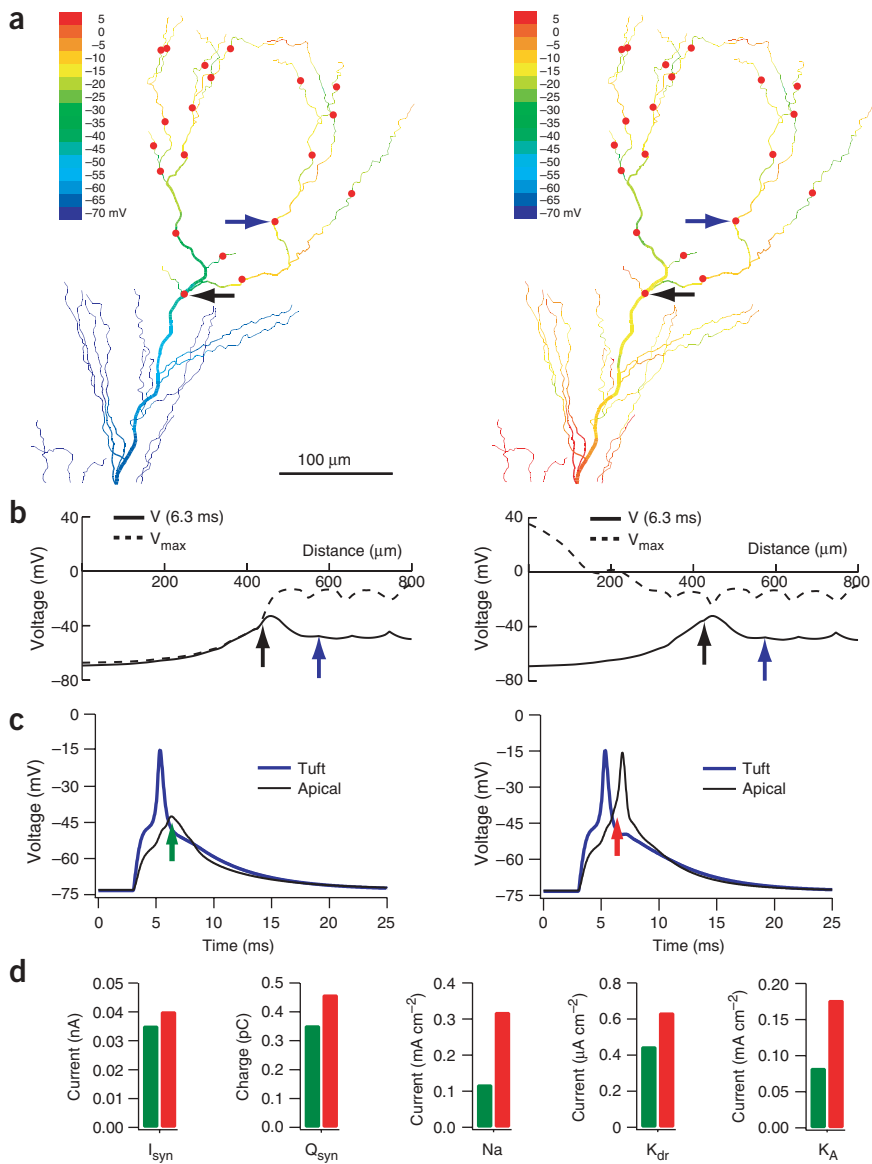 a
5
0
−5
−10
−15
−20
−25
−30
−35
−40
−45
−50
−55
−60
−65
−70 mV
5
0
−5
−10
−15
−20
−25
−30
−35
−40
−45
−50
−55
−60
−65
−70 mV
100 μm
b
V (6.3 ms)
Vmax
Distance (μm)
Voltage (mV)
40
0
−40
−80
200 400 600 800
V (6.3 ms)
Vmax
Distance (μm)
Voltage (mV)
40
0
−40
−80
200 400 600 800
c
Voltage (mV)
0
−15
−30
−45
−60
−75
Tuft
Apical
0 5 10 15 20 25
Time (ms)
Voltage (mV)
0
−15
−30
−45
−60
−75
Tuft
Apical
0 5 10 15 20 25
Time (ms)
d
Current (nA)
0.05
0.04
0.03
0.02
0.01
0.00
Isyn
Charge (pC)
0.5
0.4
0.3
0.2
0.1
0.0
Qsyn
Current (mA cm−2)
0.4
0.3
0.2
0.1
0.0
Na
Current (μA cm−2)
0.8
0.6
0.4
0.2
0
Kdr
Current (mA cm−2)
0.20
0.15
0.10
0.05
0.00
KA